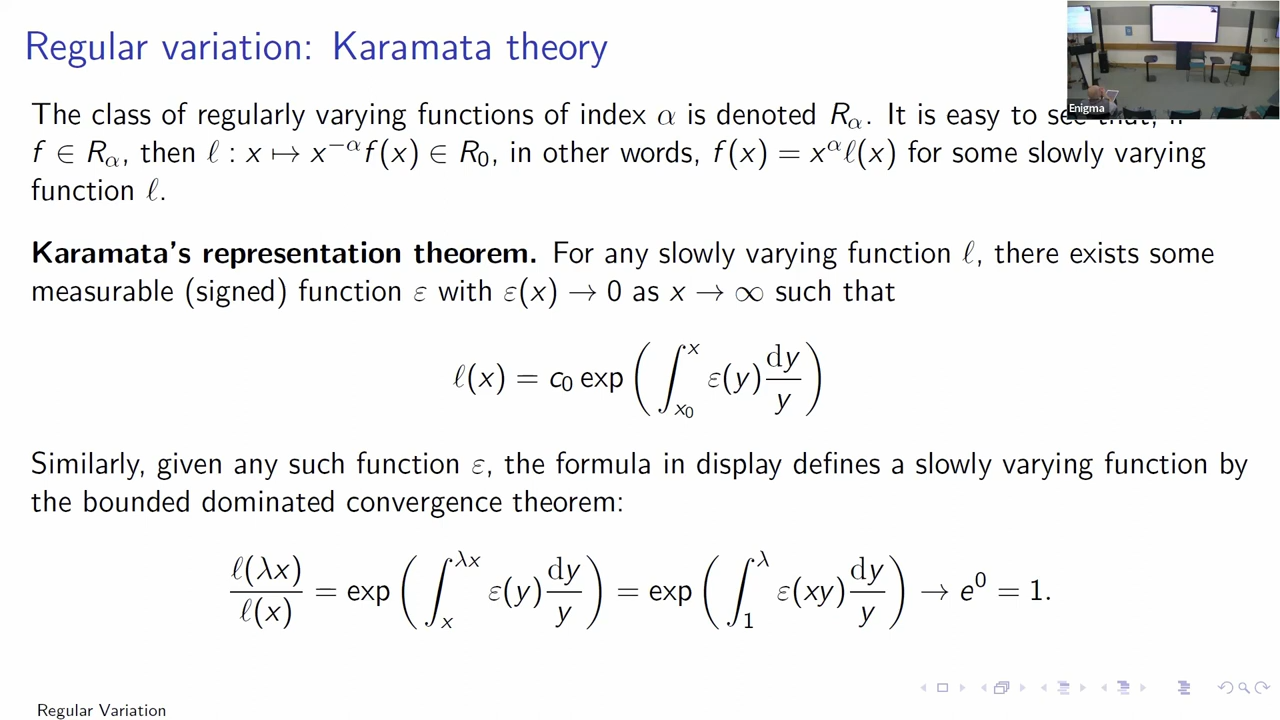 Regular variation: Karamata theory
Enigma
The class of regularly varying functions of index α is denoted R_α. It is easy to see that, if
f ∈ R_α, then ℓ : x ↦ x^{−α}f(x) ∈ R_0, in other words, f(x) = x^α ℓ(x) for some slowly varying
function ℓ.
Karamata's representation theorem. For any slowly varying function ℓ, there exists some
measurable (signed) function ε with ε(x) → 0 as x → ∞ such that
ℓ(x) = c_0 exp ( ∫_{x_0}^{x} ε(y) dy/y )
Similarly, given any such function ε, the formula in display defines a slowly varying function by
the bounded dominated convergence theorem:
ℓ(λx)/ℓ(x) = exp ( ∫_{x}^{λx} ε(y) dy/y ) = exp ( ∫_{1}^{λ} ε(xy) dy/y ) → e^0 = 1.
Regular Variation